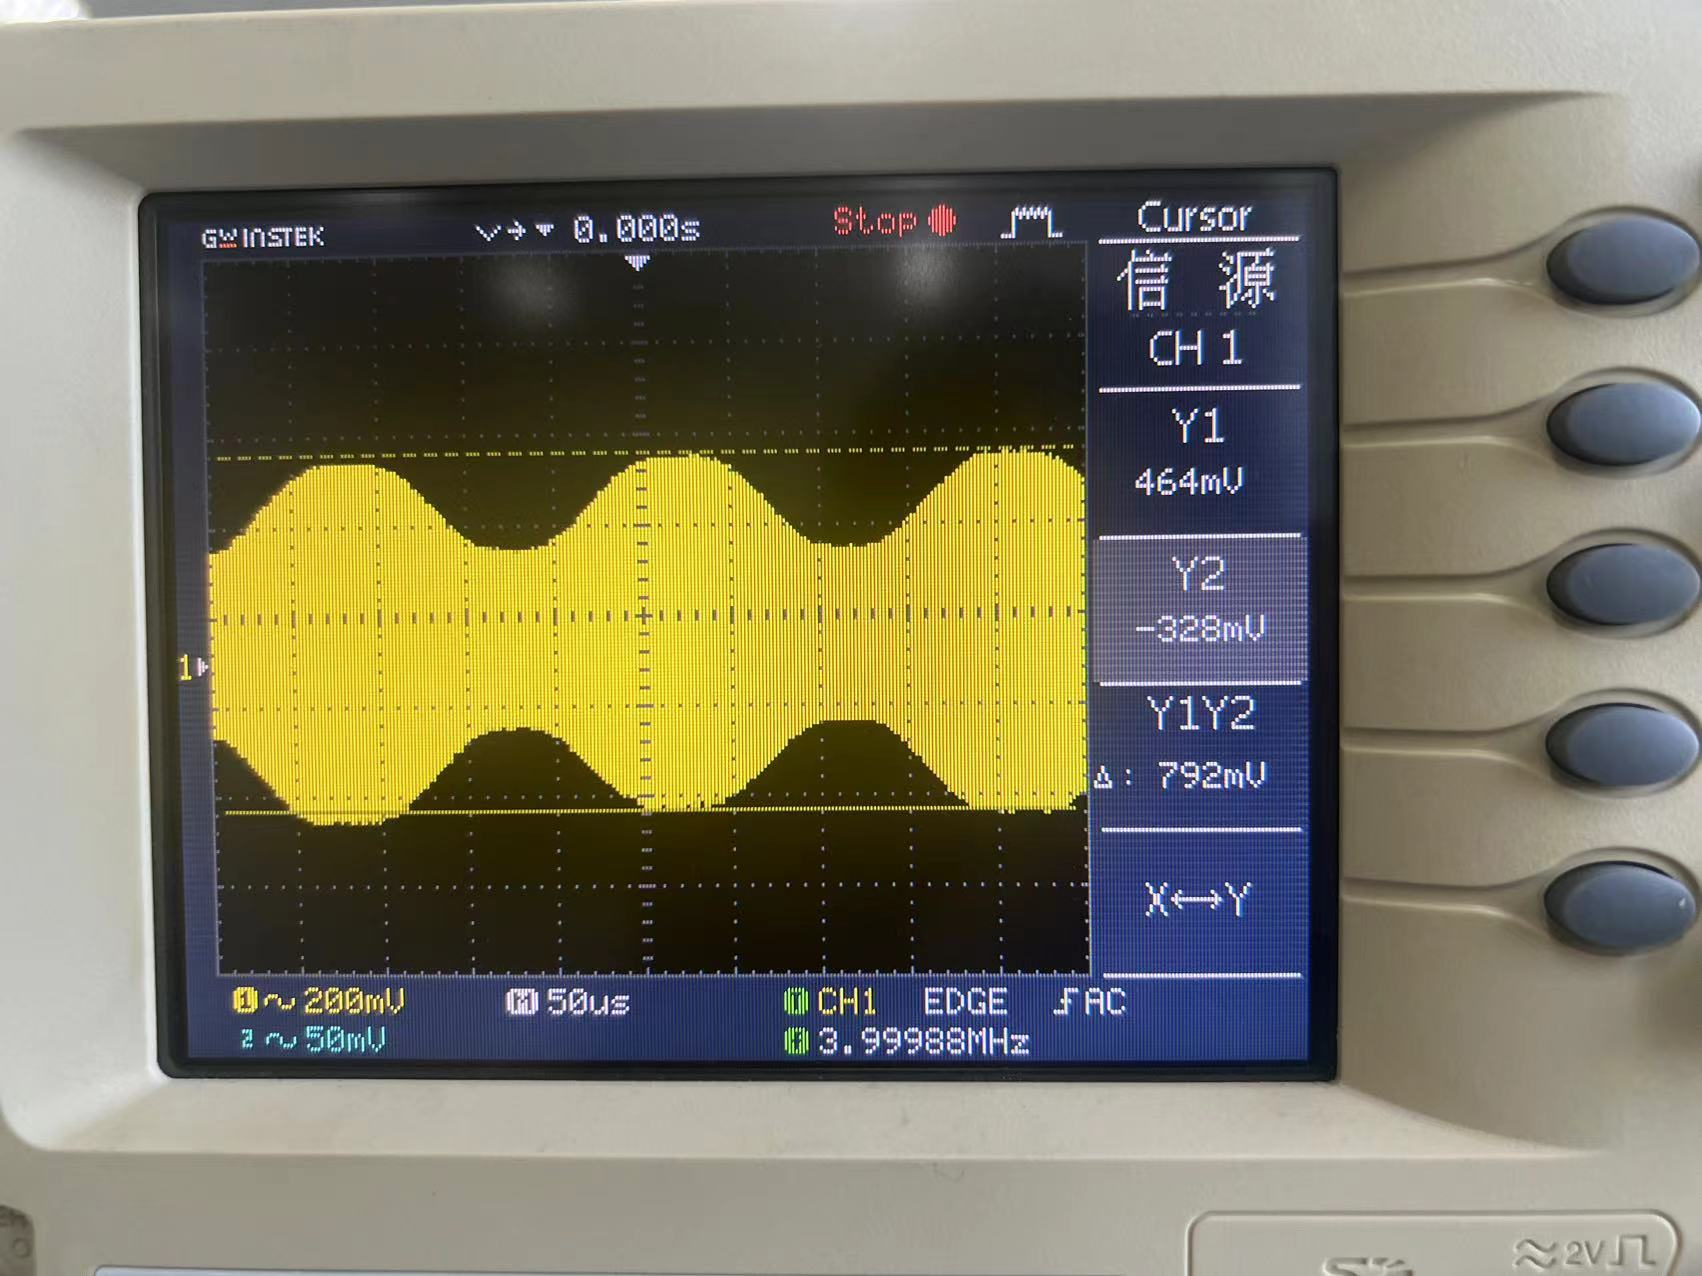 GW INSTEK 0.000s Stop
Cursor
信 源
CH 1
Y1
464mV
Y2
-328mV
Y1Y2
Δ: 792mV
X↔Y
1
1 200mV M 50us CH1 EDGE AC
2 50mV 3.99988MHz
2V